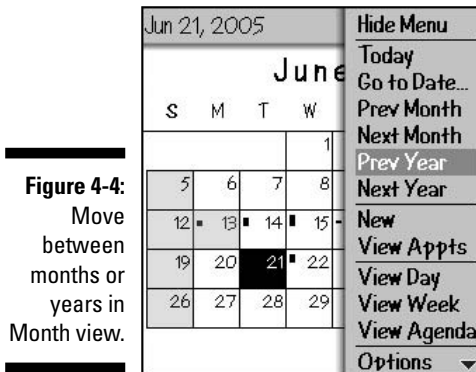 Figure 4-4:
Move
between
months or
years in
Month view.
Jun 21, 2005
June
S M T W
1
5 6 7 8
12 13 14 15
19 20 21 22
26 27 28 29
Hide Menu
Today
Go to Date...
Prev Month
Next Month
Prev Year
Next Year
New
View Appts
View Day
View Week
View Agenda
Options